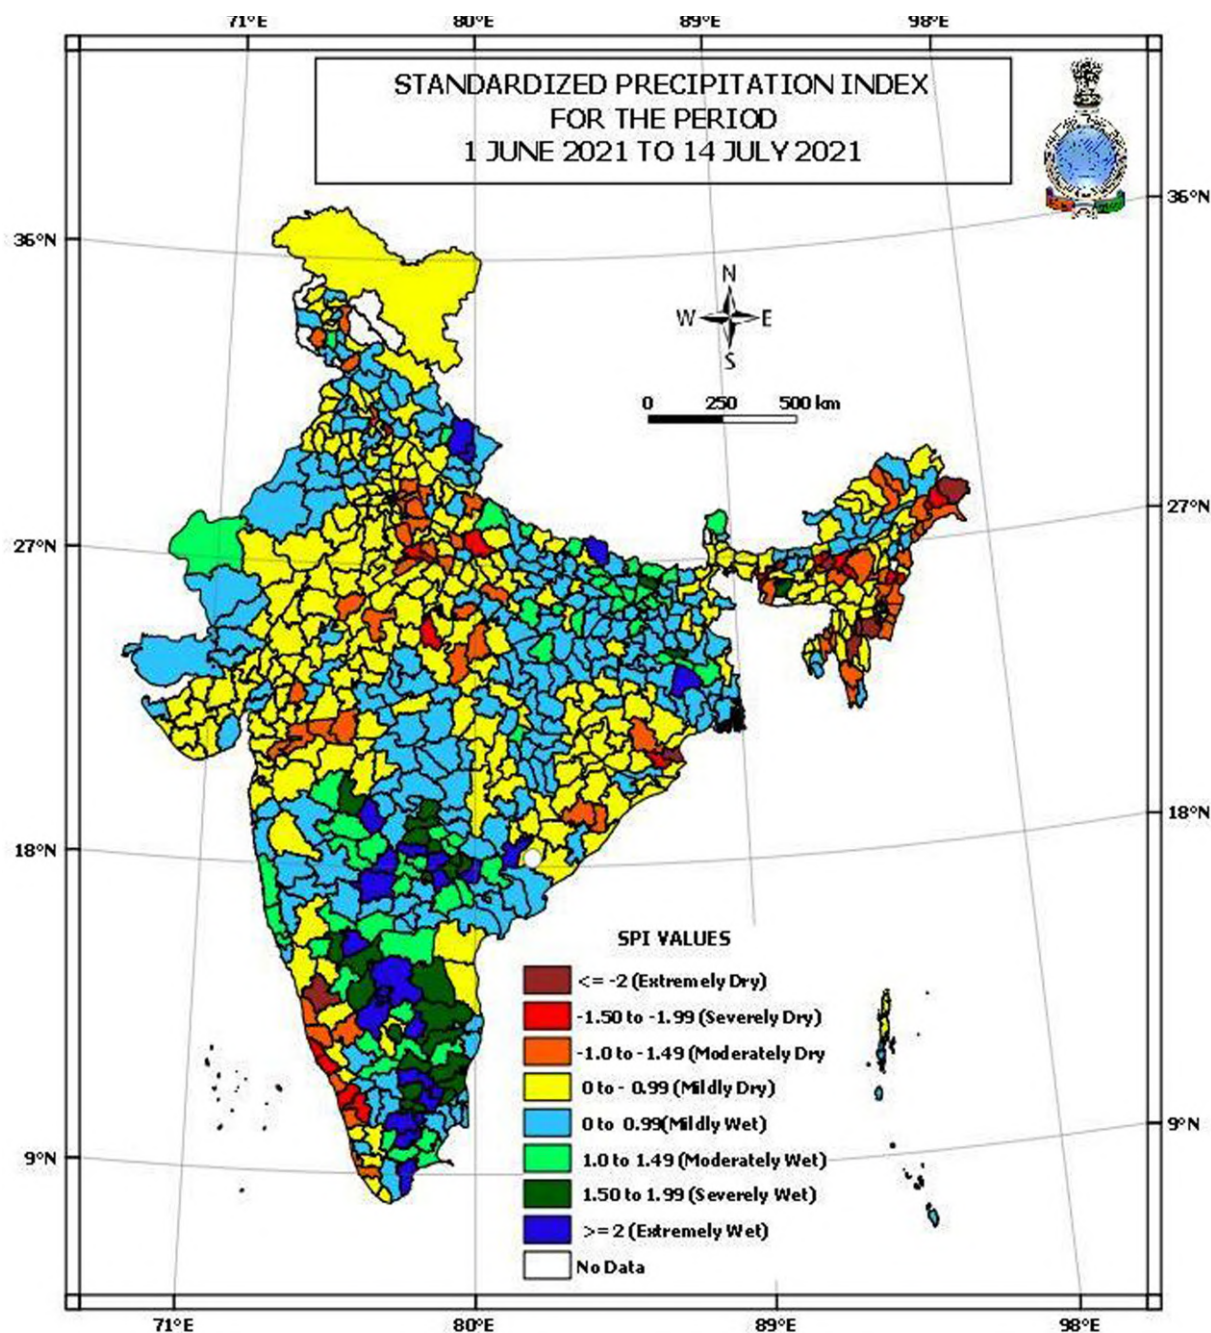 71°E 80°E 89°E 98°E
STANDARDIZED PRECIPITATION INDEX
FOR THE PERIOD
1 JUNE 2021 TO 14 JULY 2021
36°N 36°N
N
W E
S
0 250 500 km
27°N 27°N
18°N 18°N
SPI VALUES
<= -2 (Extremely Dry)
-1.50 to -1.99 (Severely Dry)
-1.0 to -1.49 (Moderately Dry
0 to - 0.99 (Mildly Dry)
0 to 0.99(Mildly Wet)
1.0 to 1.49 (Moderately Wet)
1.50 to 1.99 (Severely Wet)
>= 2 (Extremely Wet)
No Data
9°N 9°N
71°E 80°E 89°E 98°E